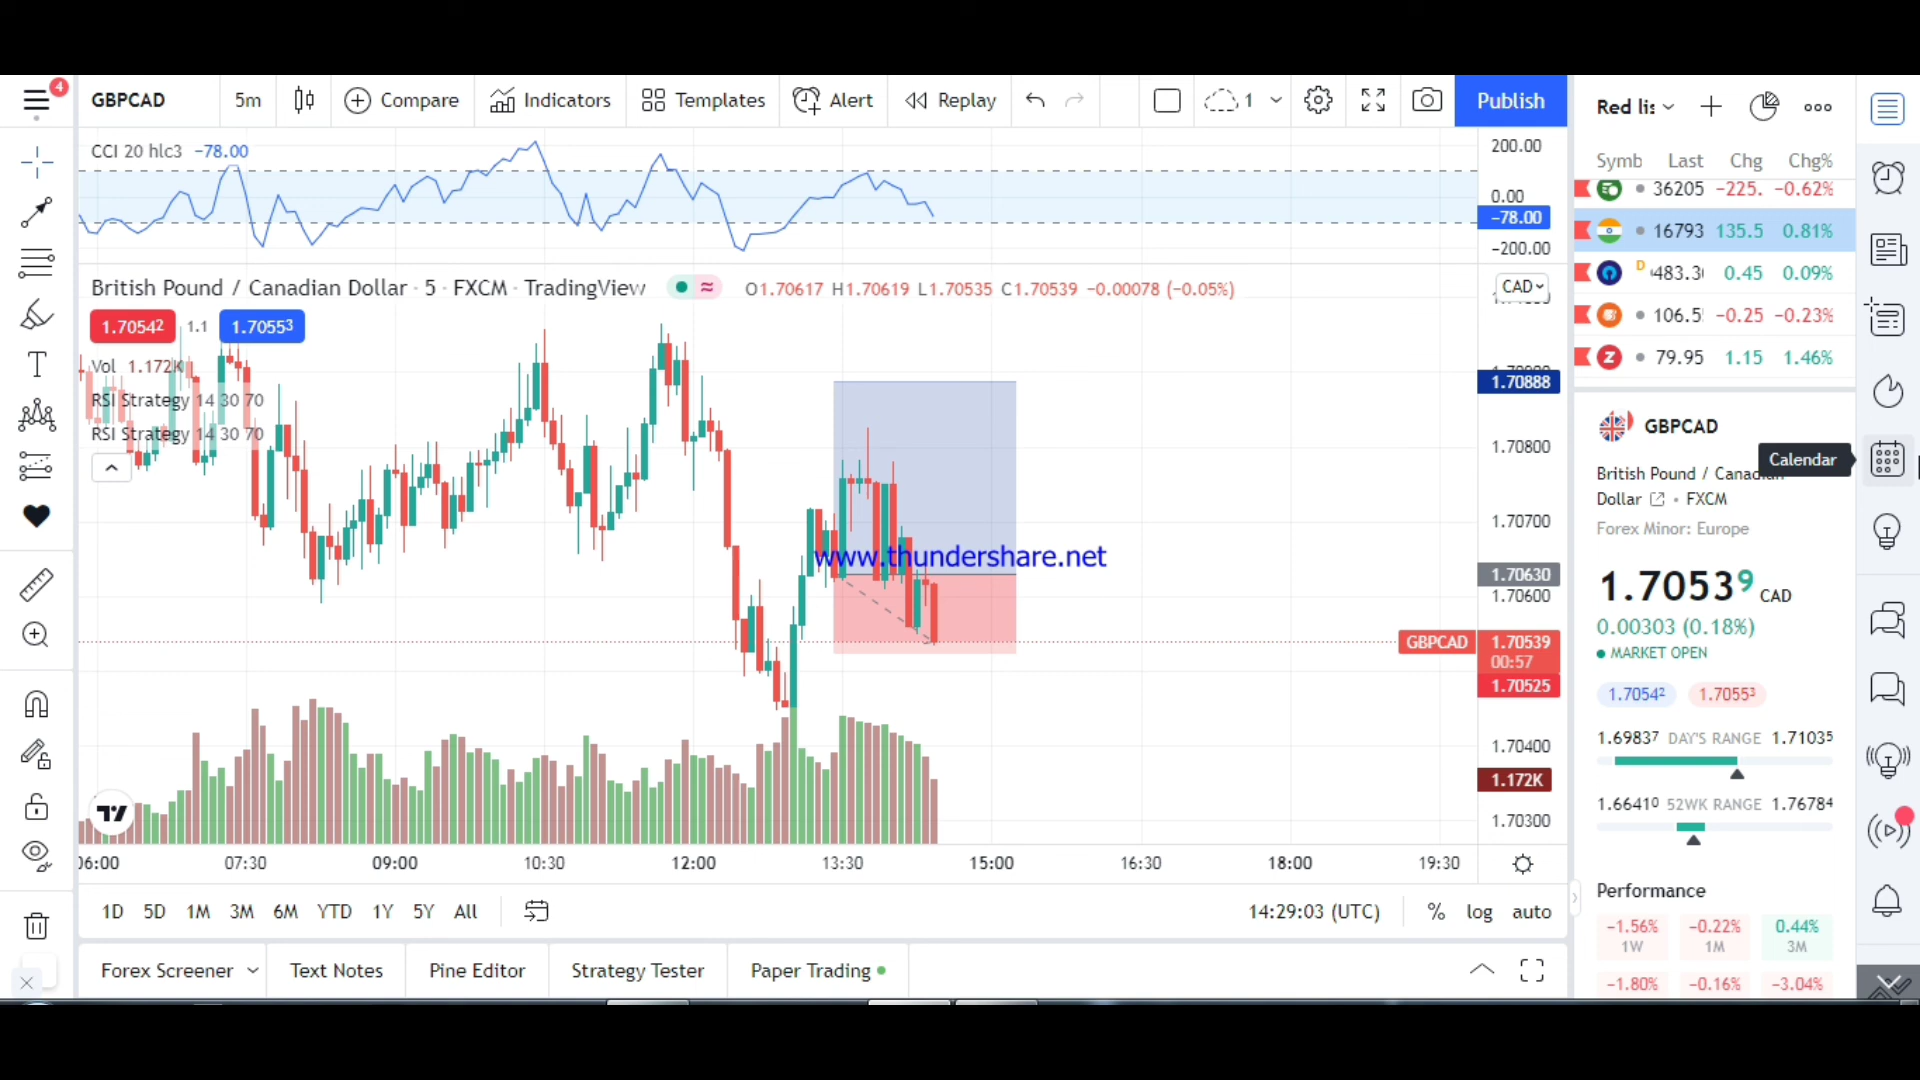 4
GBPCAD 5m Compare Indicators Templates Alert Replay 1 Publish
CCI 20 hlc3 −78.00
200.00
0.00
−78.00
−200.00
British Pound / Canadian Dollar · 5 · FXCM · TradingView O1.70617 H1.70619 L1.70535 C1.70539 −0.00078 (−0.05%)
CAD
1.70542 1.1 1.70553
Vol 1.172K
RSI Strategy 14 30 70
RSI Strategy 14 30 70
1.70888
1.70800
1.70700
1.70630
1.70600
GBPCAD 1.70539
00:57
1.70525
1.70400
1.172K
1.70300
www.thundershare.net
06:00 07:30 09:00 10:30 12:00 13:30 15:00 16:30 18:00 19:30
1D 5D 1M 3M 6M YTD 1Y 5Y All 14:29:03 (UTC) % log auto
Forex Screener Text Notes Pine Editor Strategy Tester Paper Trading
Red lis
Symb Last Chg Chg%
36205 −225. −0.62%
16793 135.5 0.81%
D 483.3 0.45 0.09%
106.5 −0.25 −0.23%
Z 79.95 1.15 1.46%
GBPCAD
Calendar
British Pound / Canadian
Dollar • FXCM
Forex Minor: Europe
1.70539 CAD
0.00303 (0.18%)
MARKET OPEN
1.70542 1.70553
1.69837 DAY'S RANGE 1.71035
1.66410 52WK RANGE 1.76784
Performance
−1.56% −0.22% 0.44%
1W 1M 3M
−1.80% −0.16% −3.04%